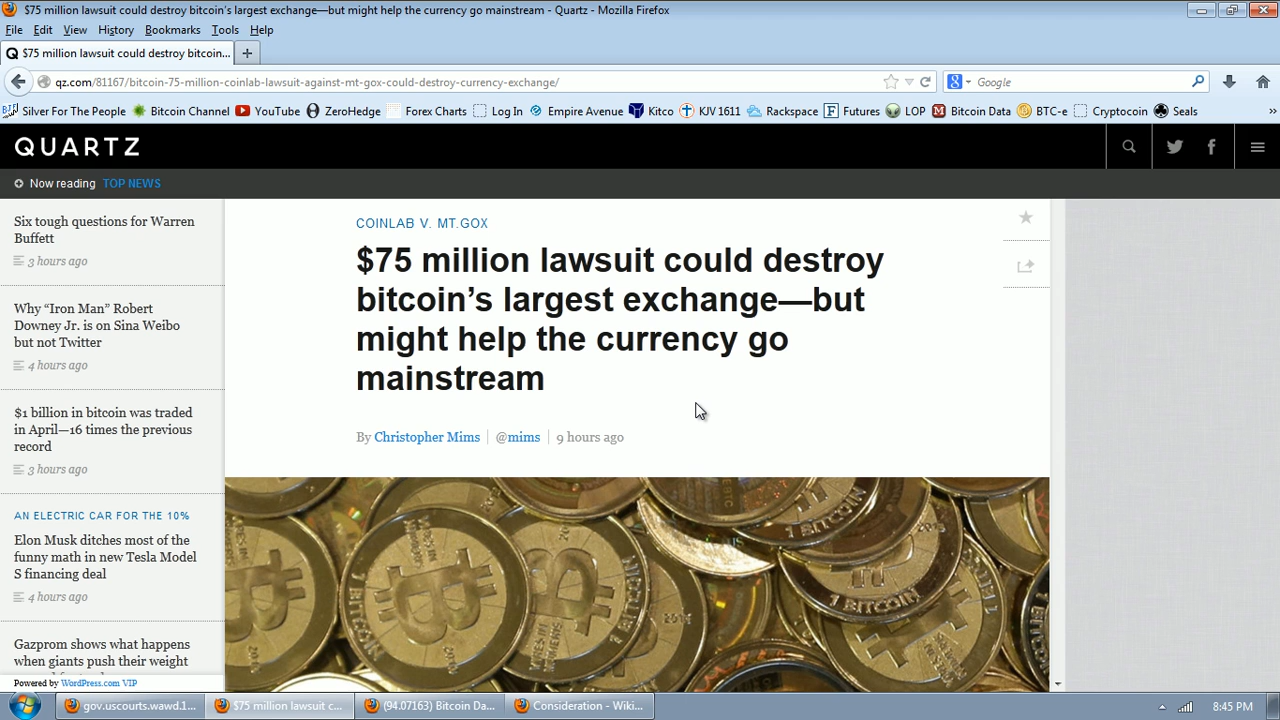 $75 million lawsuit could destroy bitcoin's largest exchange—but might help the currency go mainstream - Quartz - Mozilla Firefox
File Edit View History Bookmarks Tools Help
Q $75 million lawsuit could destroy bitcoin... +
qz.com/81167/bitcoin-75-million-coinlab-lawsuit-against-mt-gox-could-destroy-currency-exchange/
Google
Silver For The People Bitcoin Channel YouTube ZeroHedge Forex Charts Log In Empire Avenue Kitco KJV 1611 Rackspace Futures LOP Bitcoin Data BTC-e Cryptocoin Seals »
QUARTZ
Now reading TOP NEWS
Six tough questions for Warren
Buffett
3 hours ago
Why “Iron Man” Robert
Downey Jr. is on Sina Weibo
but not Twitter
4 hours ago
$1 billion in bitcoin was traded
in April—16 times the previous
record
3 hours ago
AN ELECTRIC CAR FOR THE 10%
Elon Musk ditches most of the
funny math in new Tesla Model
S financing deal
4 hours ago
Gazprom shows what happens
when giants push their weight
Powered by WordPress.com VIP
COINLAB V. MT.GOX
$75 million lawsuit could destroy
bitcoin’s largest exchange—but
might help the currency go
mainstream
By Christopher Mims @mims 9 hours ago
1 BITCOIN
1 BITCOIN
gov.uscourts.wawd.1... $75 million lawsuit c... (94.07163) Bitcoin Da... Consideration - Wiki... 8:45 PM